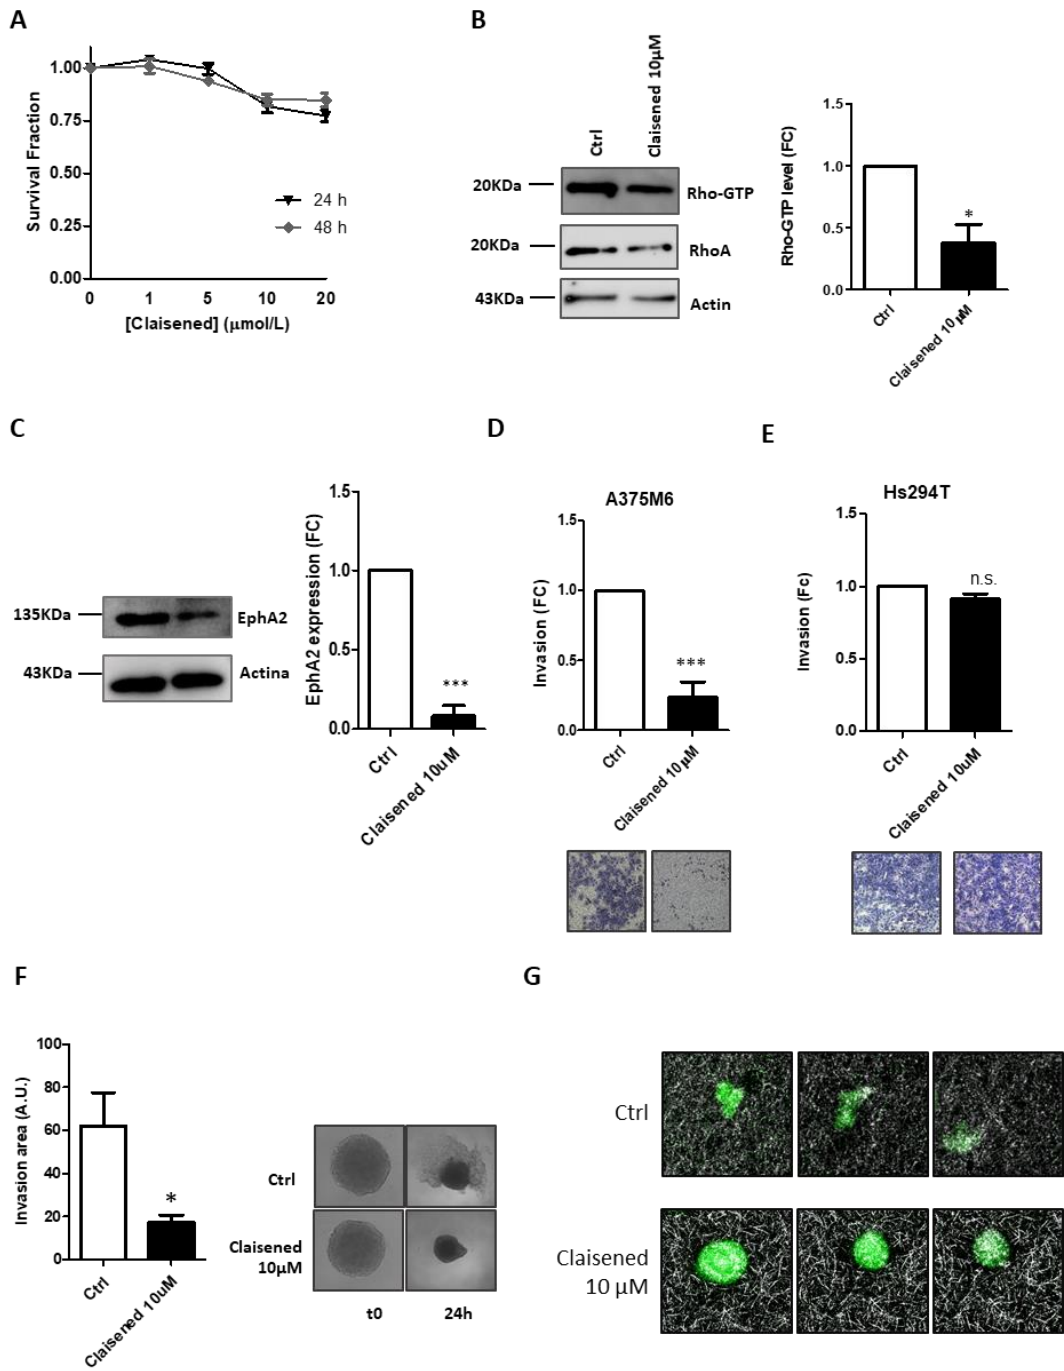 A
1.00
0.75
0.50
0.25
0.00
Survival Fraction
24 h
48 h
0 1 5 10 20
[Claisened] (μmol/L)
B
Ctrl
Claisened 10μM
20KDa
Rho-GTP
20KDa
RhoA
43KDa
Actin
1.5
1.0
0.5
0.0
Rho-GTP level (FC)
*
Ctrl
Claisened 10 μM
C
135KDa
EphA2
43KDa
Actina
1.5
1.0
0.5
0.0
EphA2 expression (FC)
***
Ctrl
Claisened 10uM
D
A375M6
1.5
1.0
0.5
0.0
Invasion (FC)
***
Ctrl
Claisened 10μM
E
Hs294T
1.5
1.0
0.5
0.0
Invasion (Fc)
n.s.
Ctrl
Claisened 10uM
F
100
80
60
40
20
0
Invasion area (A.U.)
*
Ctrl
Claisened 10uM
Ctrl
Claisened
10μM
t0
24h
G
Ctrl
Claisened
10 μM